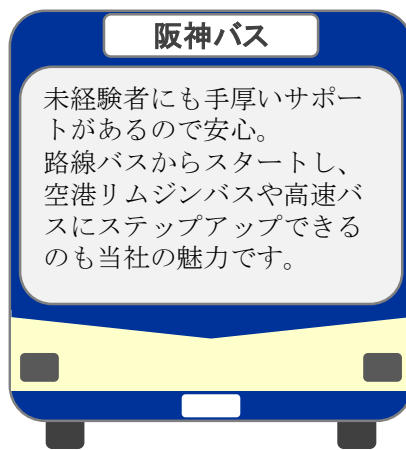 阪神バス
未経験者にも手厚いサポー
トがあるので安心。
路線バスからスタートし、
空港リムジンバスや高速バ
スにステップアップできる
のも当社の魅力です。